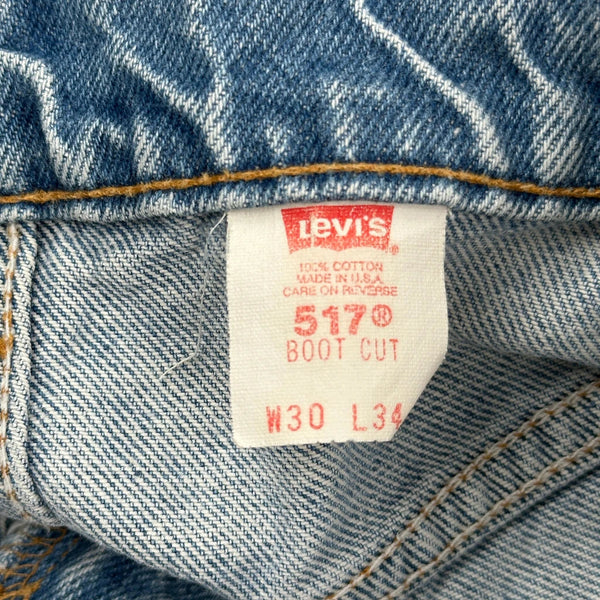 Levi's ®
100% COTTON
MADE IN U.S.A.
CARE ON REVERSE
517®
BOOT CUT
W30 L34